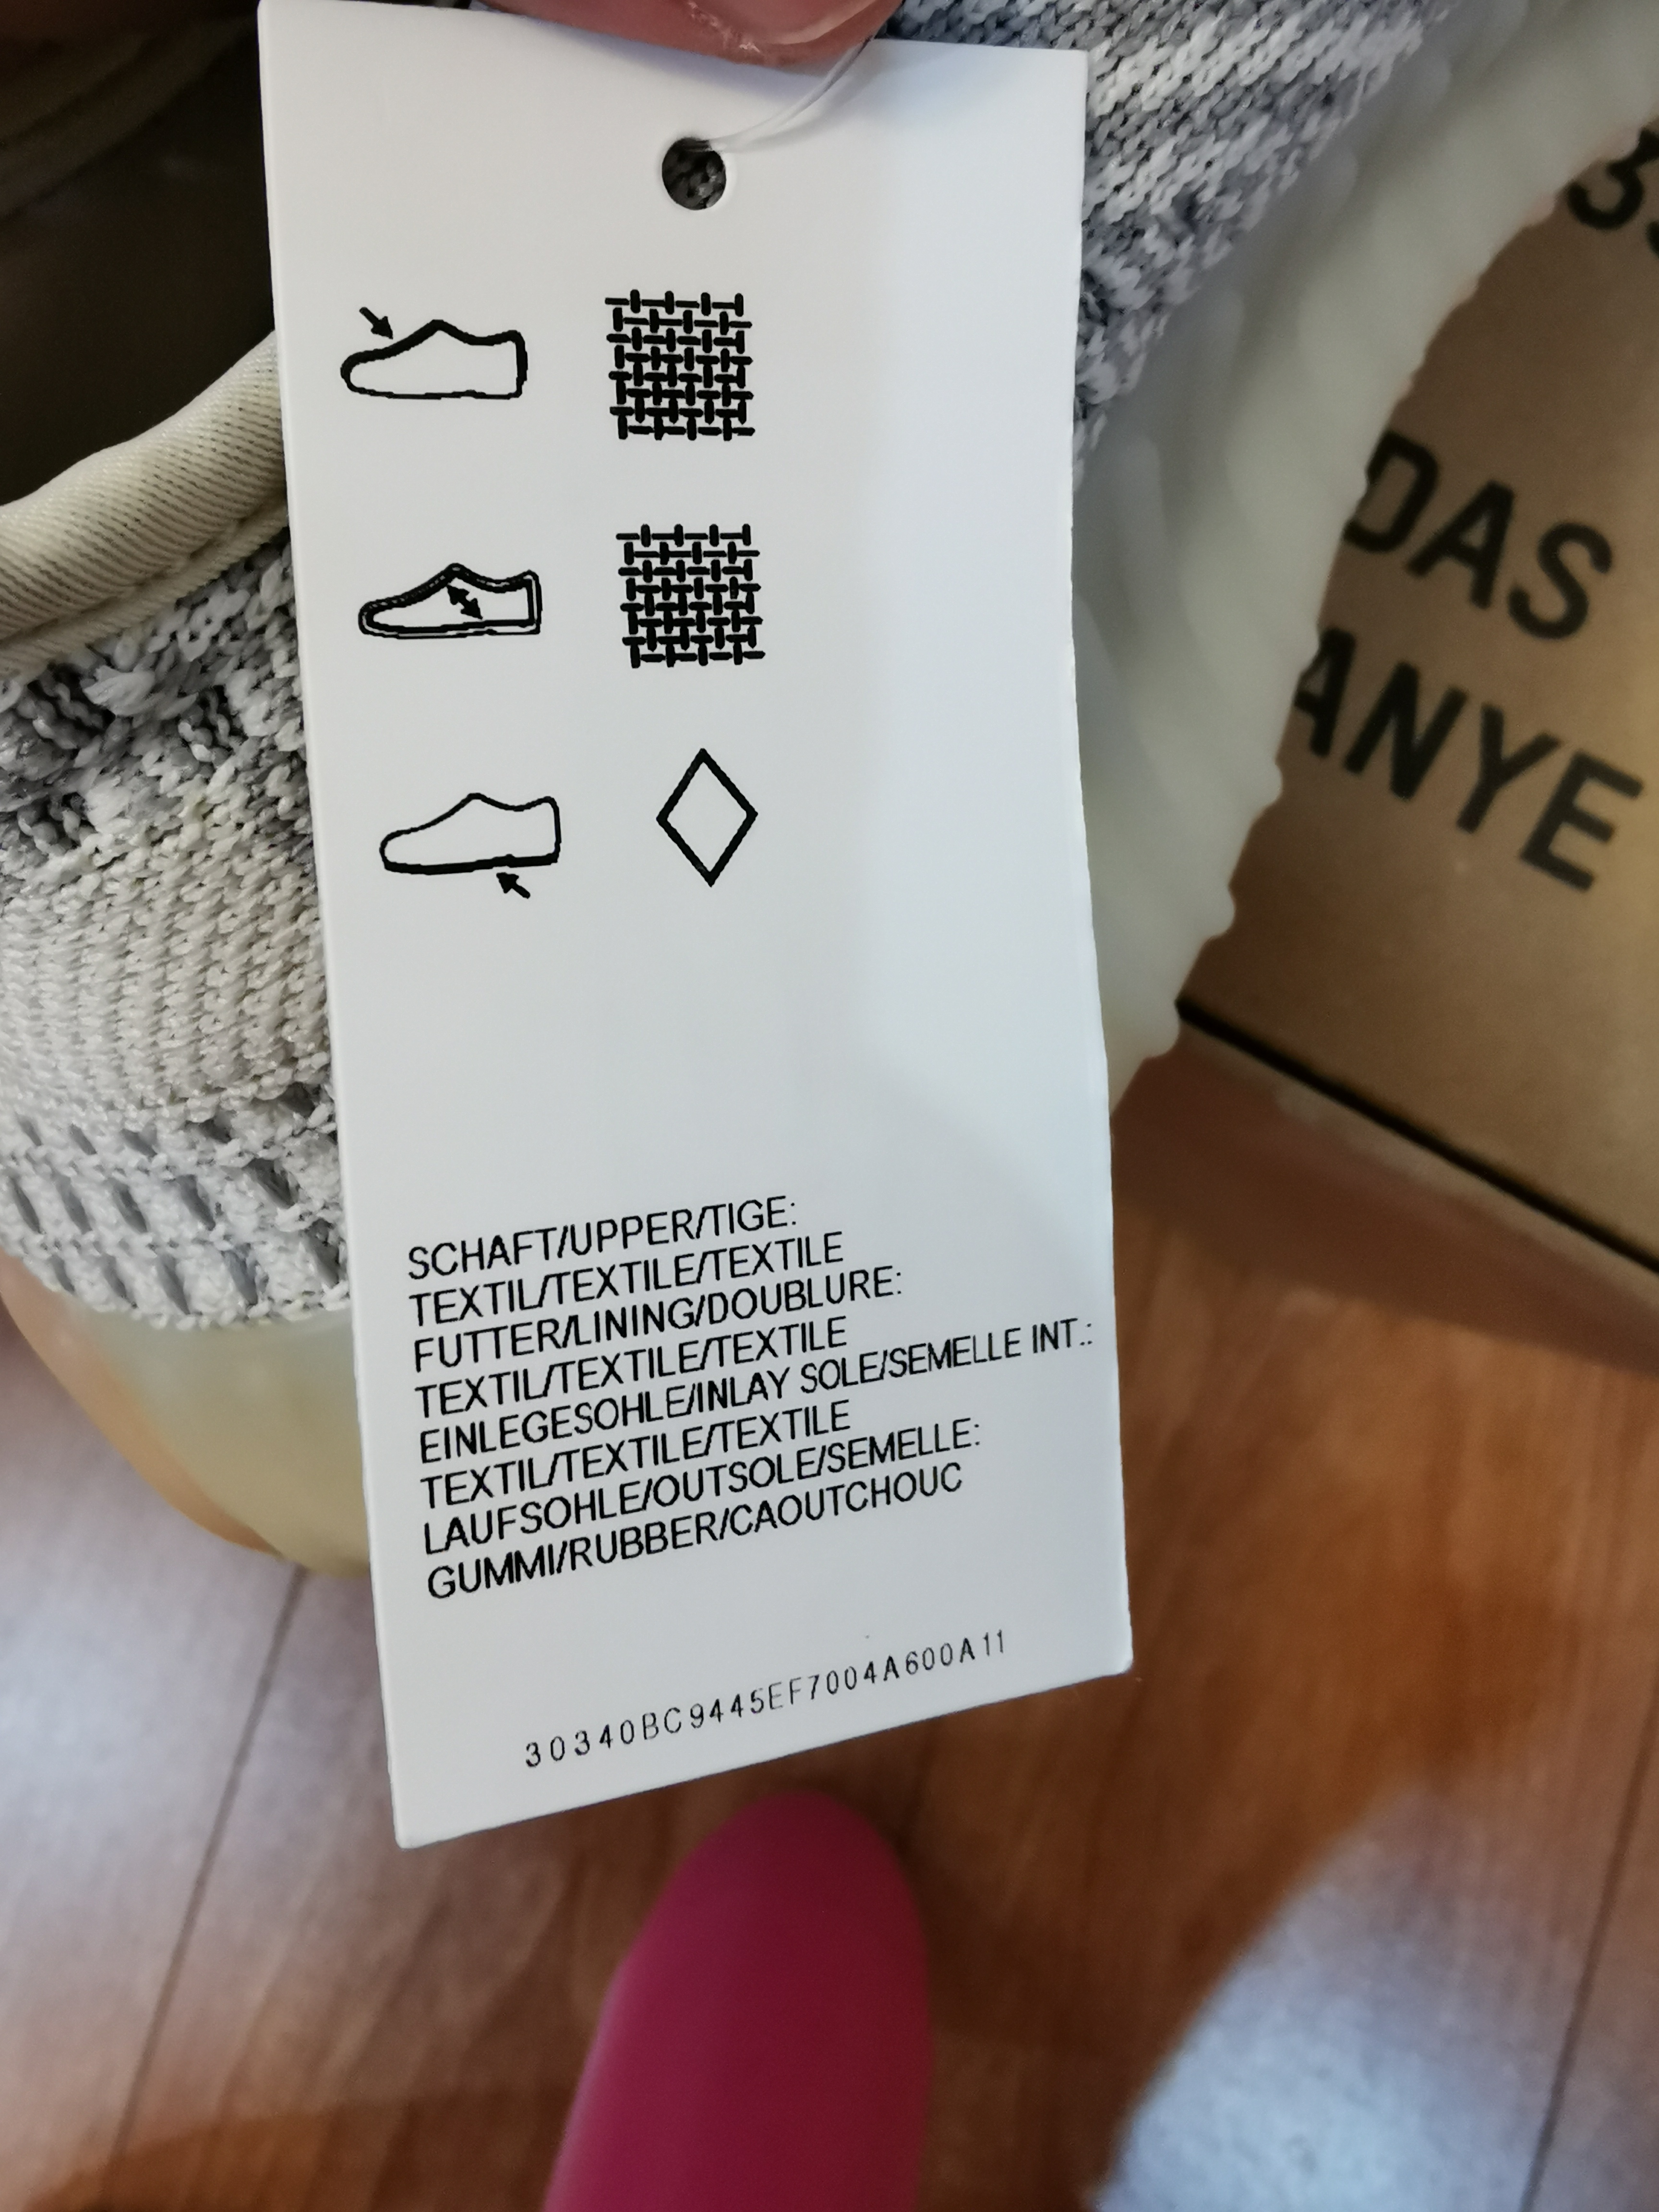 SCHAFT/UPPER/TIGE:
TEXTIL/TEXTILE/TEXTILE
FUTTER/LINING/DOUBLURE:
TEXTIL/TEXTILE/TEXTILE
EINLEGESOHLE/INLAY SOLE/SEMELLE INT.:
TEXTIL/TEXTILE/TEXTILE
LAUFSOHLE/OUTSOLE/SEMELLE:
GUMMI/RUBBER/CAOUTCHOUC
30340BC9445EF7004A600A11
DAS
ANYE